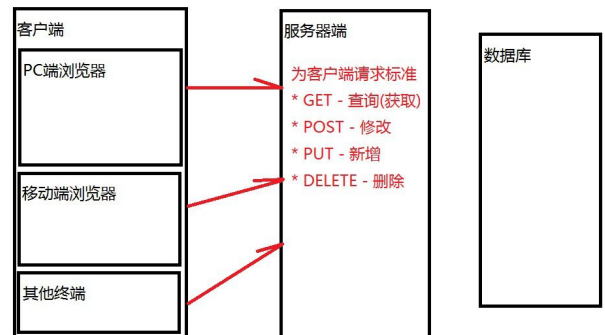 客户端
PC端浏览器
移动端浏览器
其他终端
服务器端
为客户端请求标准
* GET - 查询(获取)
* POST - 修改
* PUT - 新增
* DELETE - 删除
数据库